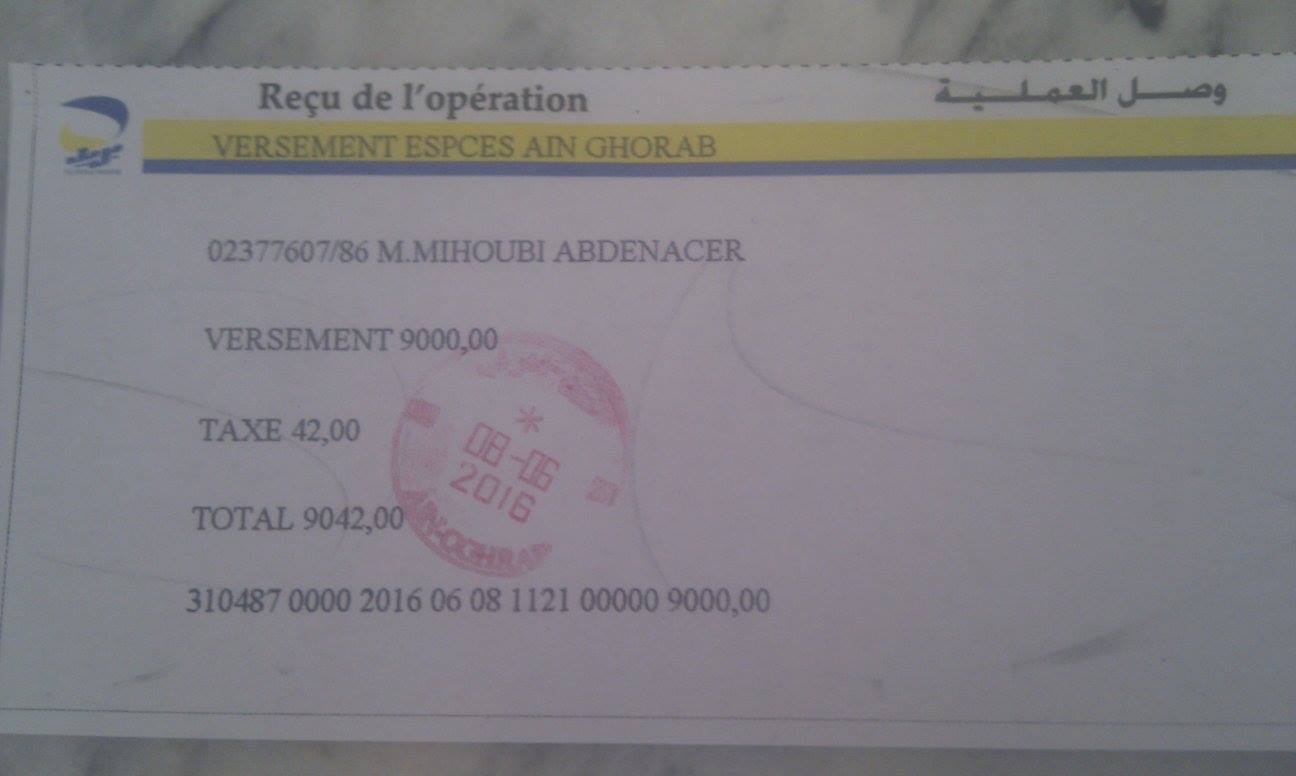 Reçu de l'opération
وصل العملية
VERSEMENT ESPCES AIN GHORAB
02377607/86 M.MIHOUBI ABDENACER
VERSEMENT 9000,00
TAXE 42,00
08-06
2016
TOTAL 9042,00
310487 0000 2016 06 08 1121 00000 9000,00